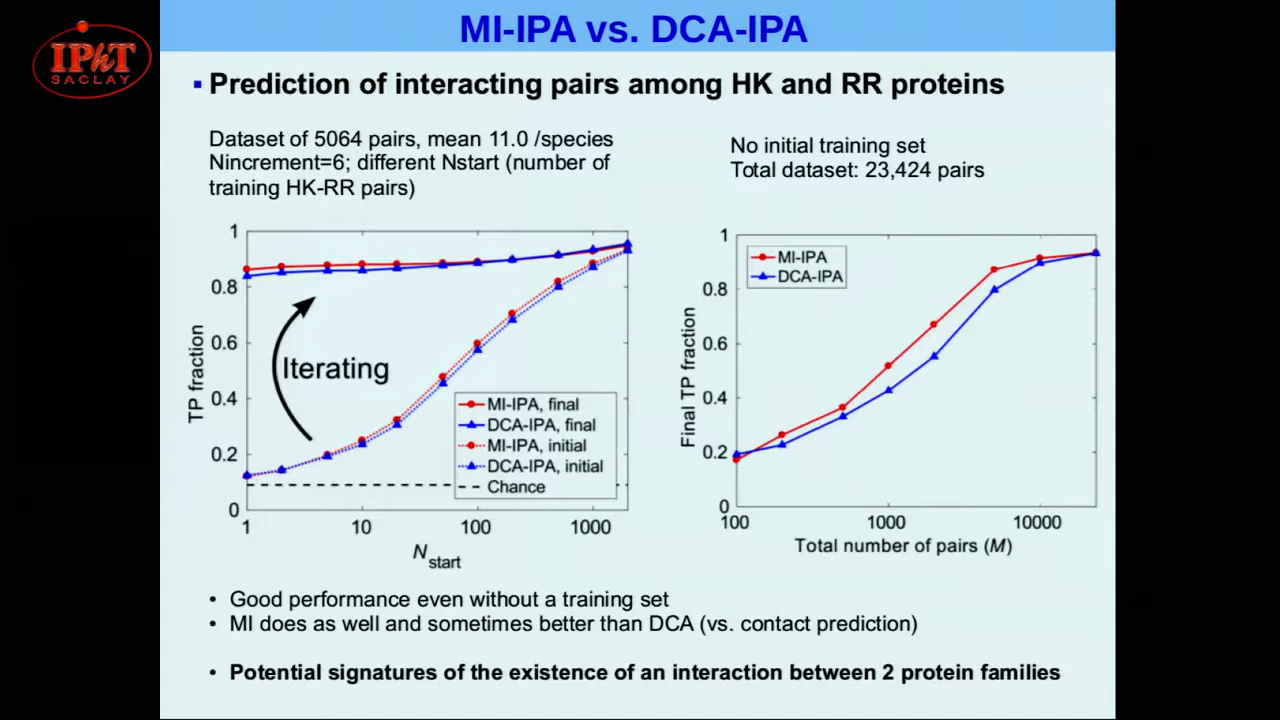 IPhT
SACLAY
MI-IPA vs. DCA-IPA
▪ Prediction of interacting pairs among HK and RR proteins
Dataset of 5064 pairs, mean 11.0 /species
Nincrement=6; different Nstart (number of
training HK-RR pairs)
No initial training set
Total dataset: 23,424 pairs
1
0.8
0.6
0.4
0.2
0
TP fraction
Iterating
MI-IPA, final
DCA-IPA, final
MI-IPA, initial
DCA-IPA, initial
Chance
1 10 100 1000
Nstart
1
0.8
0.6
0.4
0.2
0
Final TP fraction
MI-IPA
DCA-IPA
100 1000 10000
Total number of pairs (M)
• Good performance even without a training set
• MI does as well and sometimes better than DCA (vs. contact prediction)
• Potential signatures of the existence of an interaction between 2 protein families